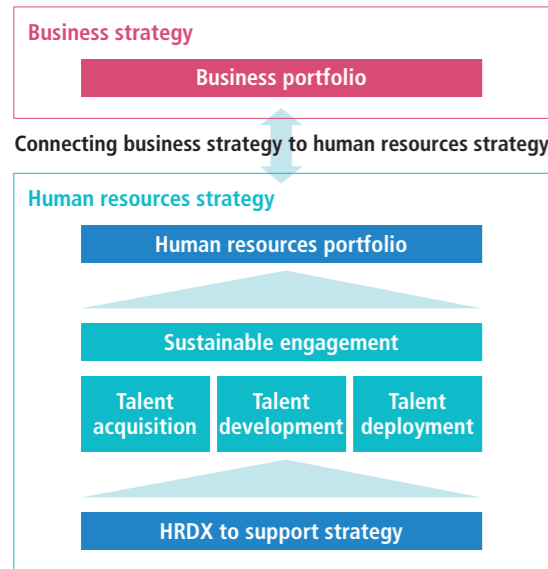 Business strategy
Business portfolio
Connecting business strategy to human resources strategy
Human resources strategy
Human resources portfolio
Sustainable engagement
Talent
acquisition
Talent
development
Talent
deployment
HRDX to support strategy